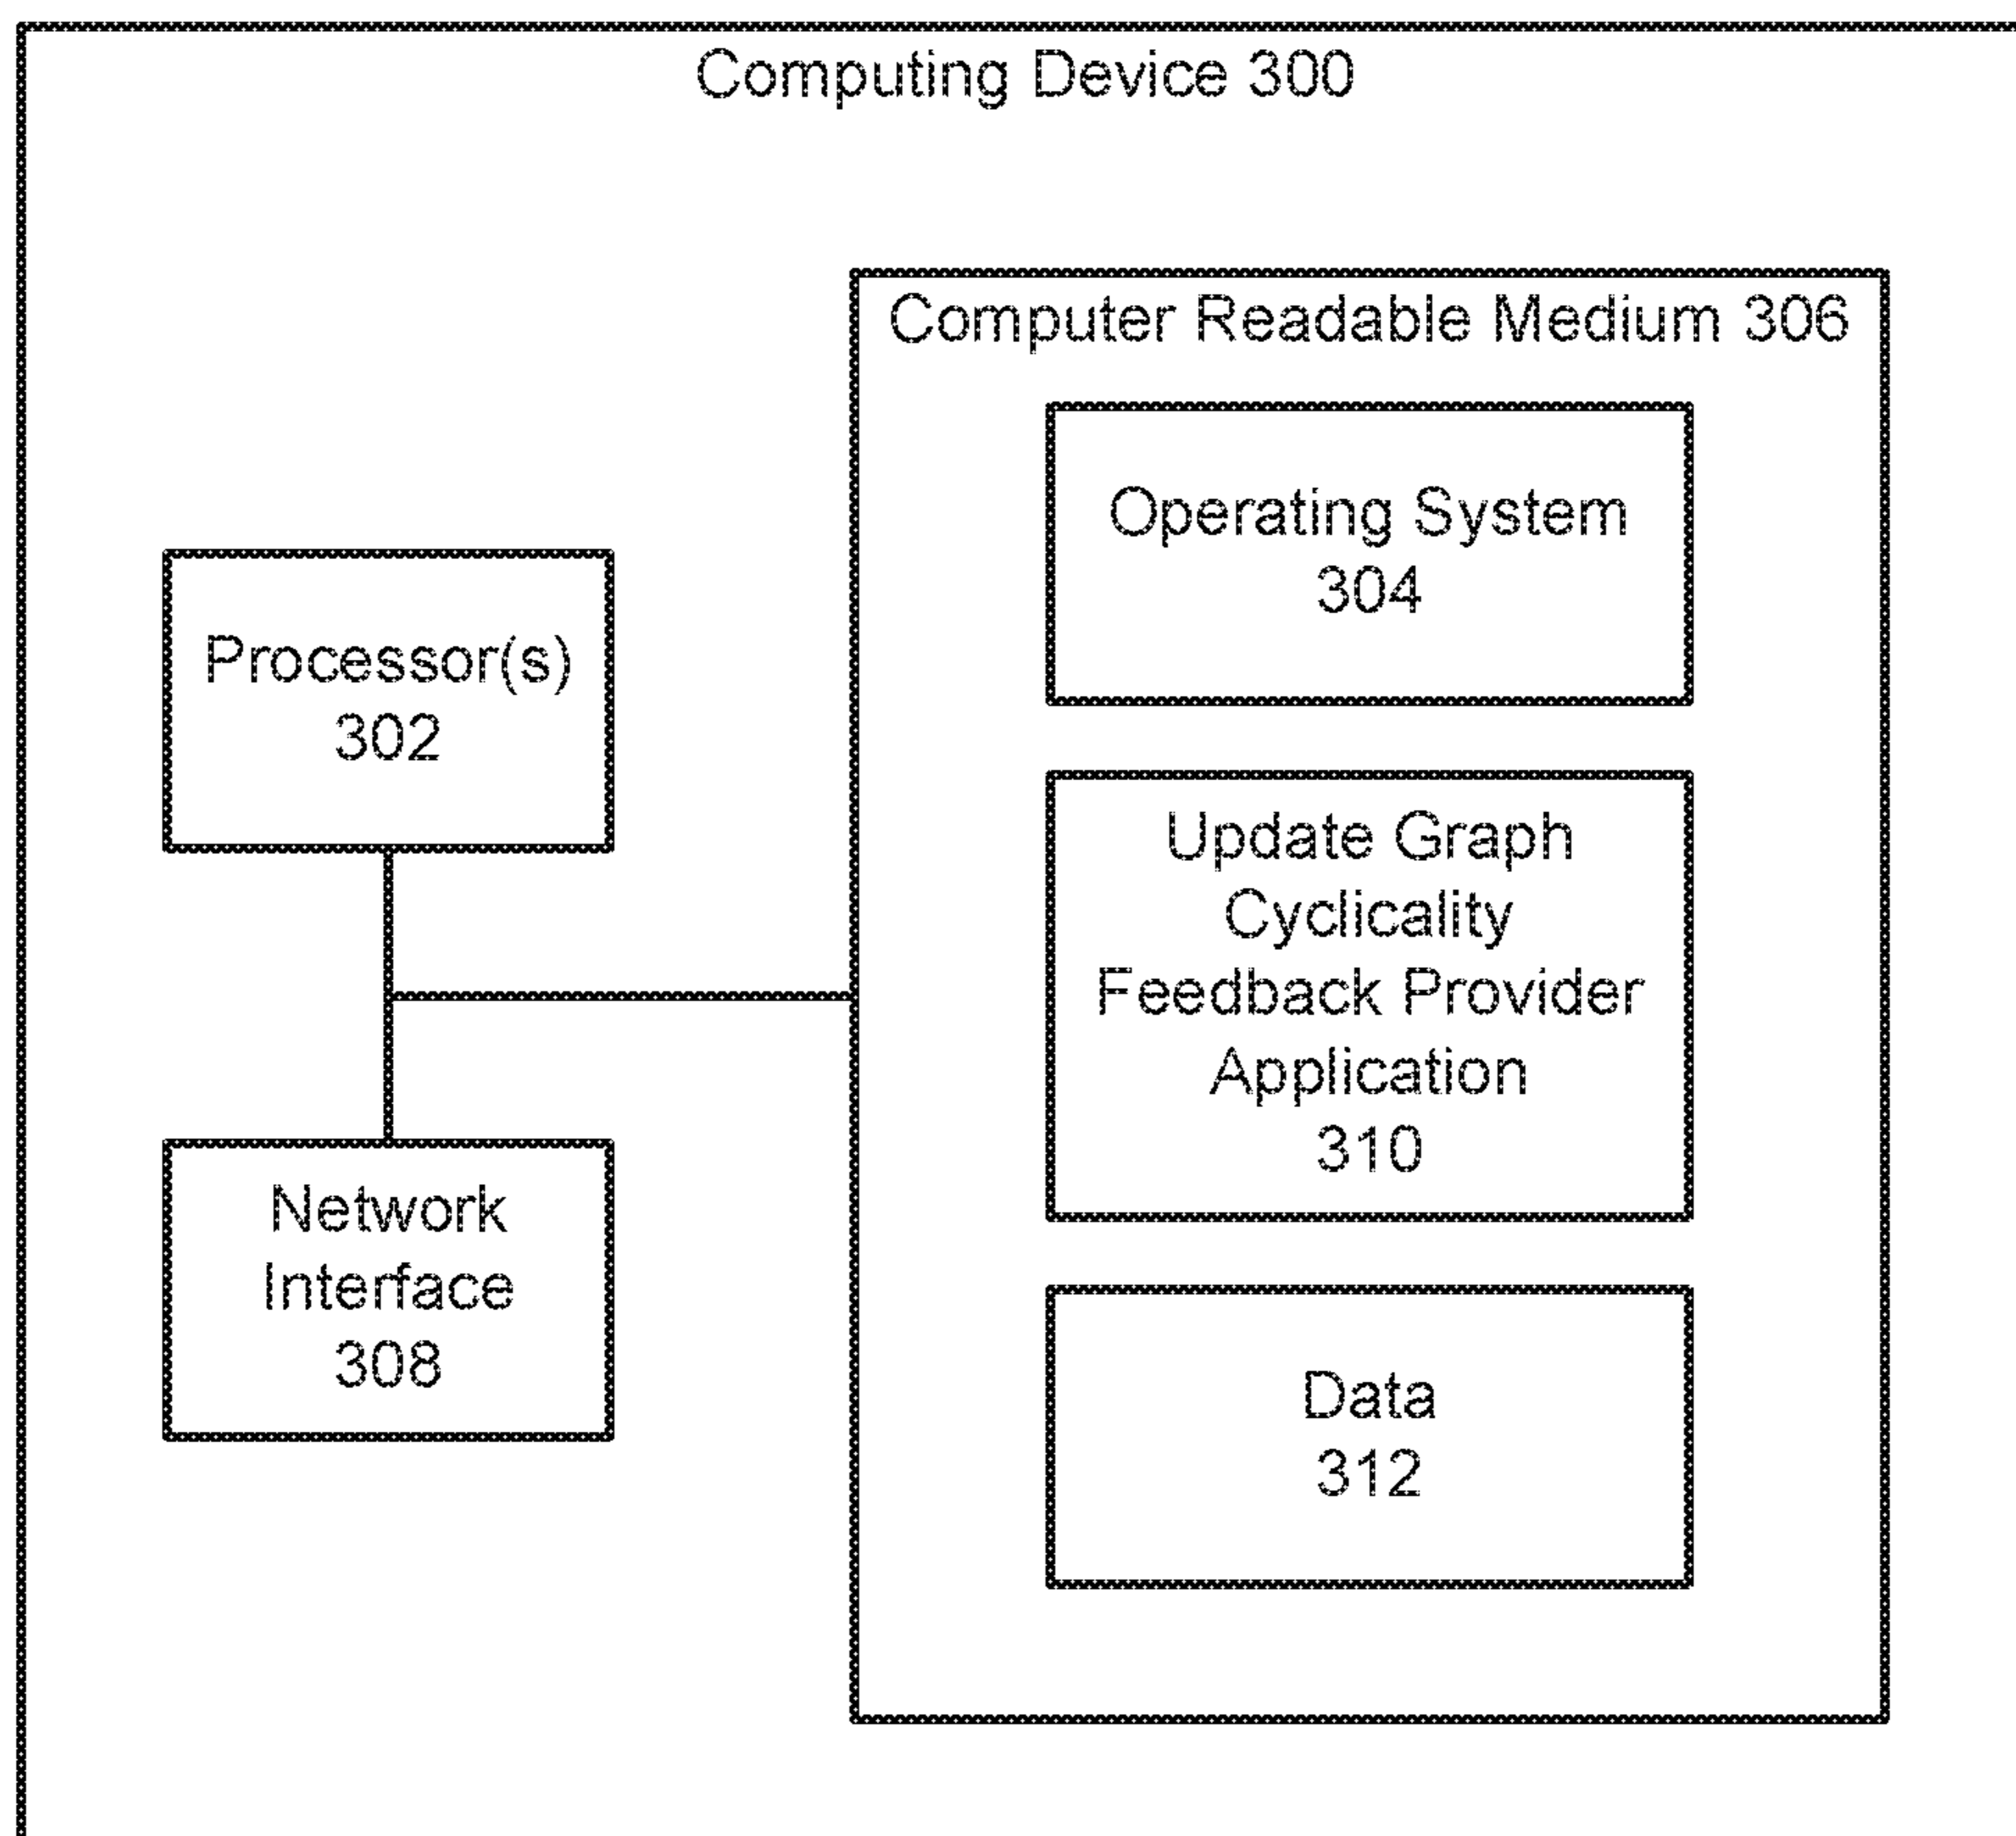 Computing Device 300
Computer Readable Medium 306
Operating System
304
Processor(s)
302
Update Graph
Cyclicality
Feedback Provider
Application
310
Network
Interface
308
Data
312